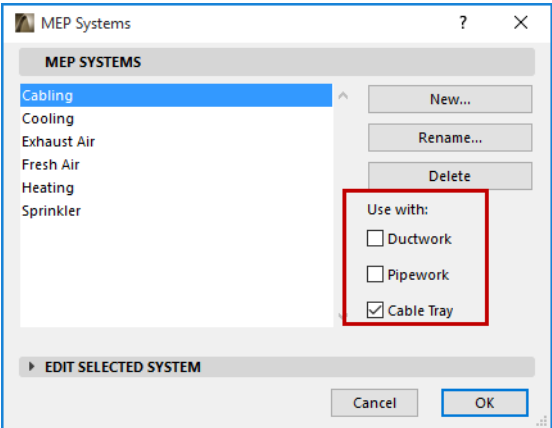 MEP Systems
?
MEP SYSTEMS
Cabling
Cooling
Exhaust Air
Fresh Air
Heating
Sprinkler
New...
Rename...
Delete
Use with:
Ductwork
Pipework
Cable Tray
EDIT SELECTED SYSTEM
Cancel
OK